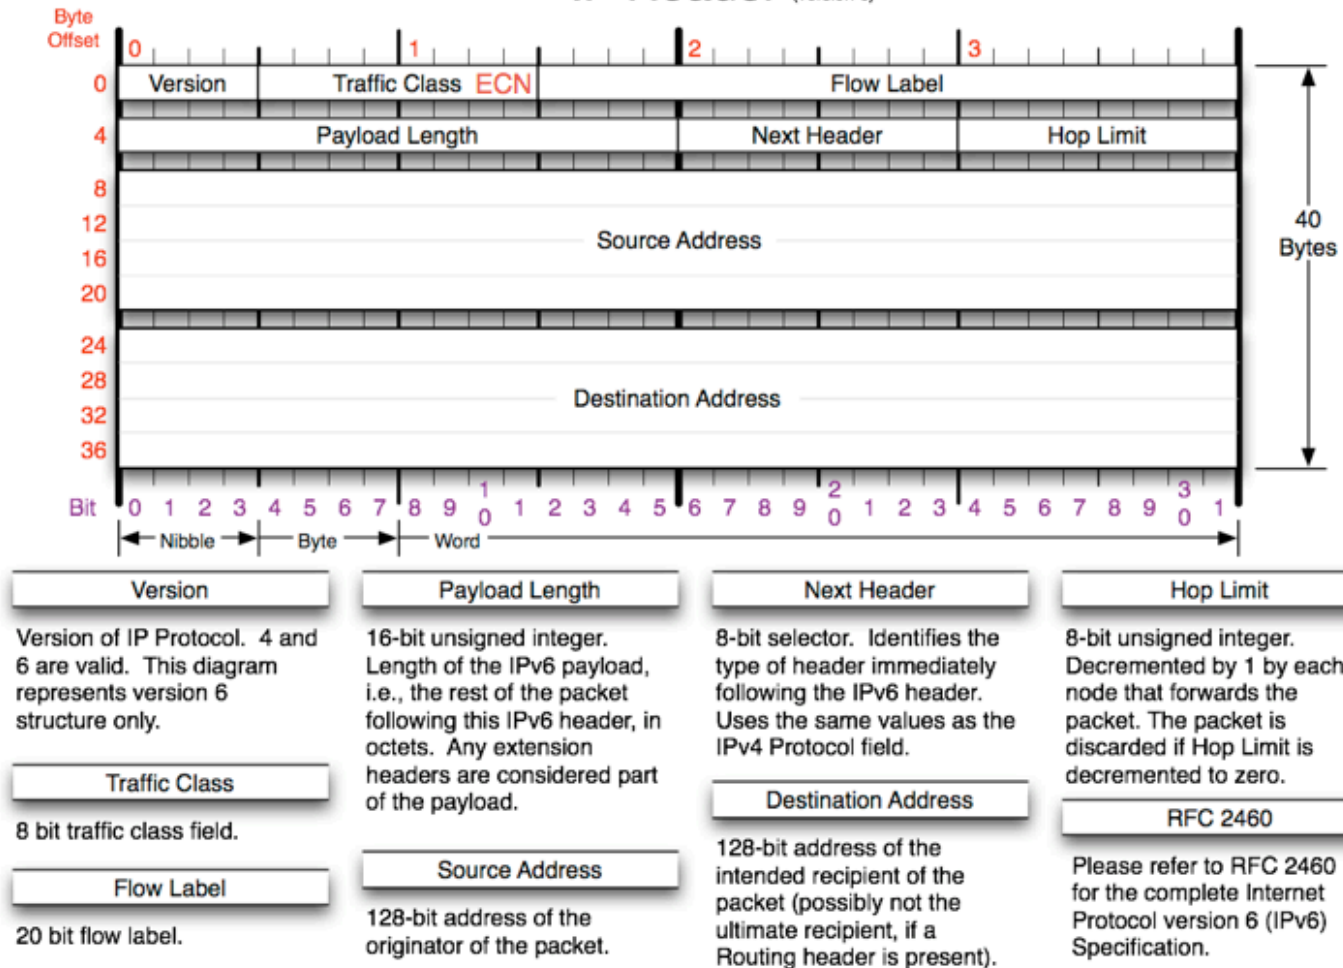 Byte
Offset
0 1 2 3
0 Version Traffic Class ECN Flow Label
4 Payload Length Next Header Hop Limit
8
12
Source Address
16
20
24
28
Destination Address
32
36
40
Bytes
Bit 0 1 2 3 4 5 6 7 8 9 10 1 2 3 4 5 6 7 8 9 20 1 2 3 4 5 6 7 8 9 30 1
Nibble Byte Word
Version
Version of IP Protocol. 4 and
6 are valid. This diagram
represents version 6
structure only.
Traffic Class
8 bit traffic class field.
Flow Label
20 bit flow label.
Payload Length
16-bit unsigned integer.
Length of the IPv6 payload,
i.e., the rest of the packet
following this IPv6 header, in
octets. Any extension
headers are considered part
of the payload.
Source Address
128-bit address of the
originator of the packet.
Next Header
8-bit selector. Identifies the
type of header immediately
following the IPv6 header.
Uses the same values as the
IPv4 Protocol field.
Destination Address
128-bit address of the
intended recipient of the
packet (possibly not the
ultimate recipient, if a
Routing header is present).
Hop Limit
8-bit unsigned integer.
Decremented by 1 by each
node that forwards the
packet. The packet is
discarded if Hop Limit is
decremented to zero.
RFC 2460
Please refer to RFC 2460
for the complete Internet
Protocol version 6 (IPv6)
Specification.